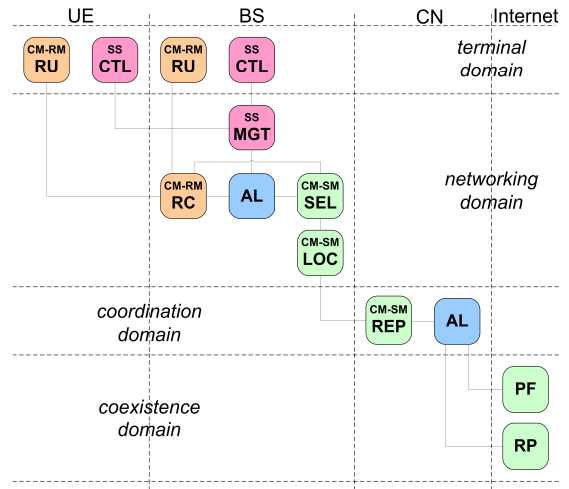 UE BS CN Internet
CM-RM SS CM-RM SS
RU CTL RU CTL
terminal
domain
SS
MGT
CM-RM CM-SM
RC AL SEL
networking
domain
CM-SM
LOC
coordination
domain
CM-SM
REP AL
coexistence
domain
PF
RP